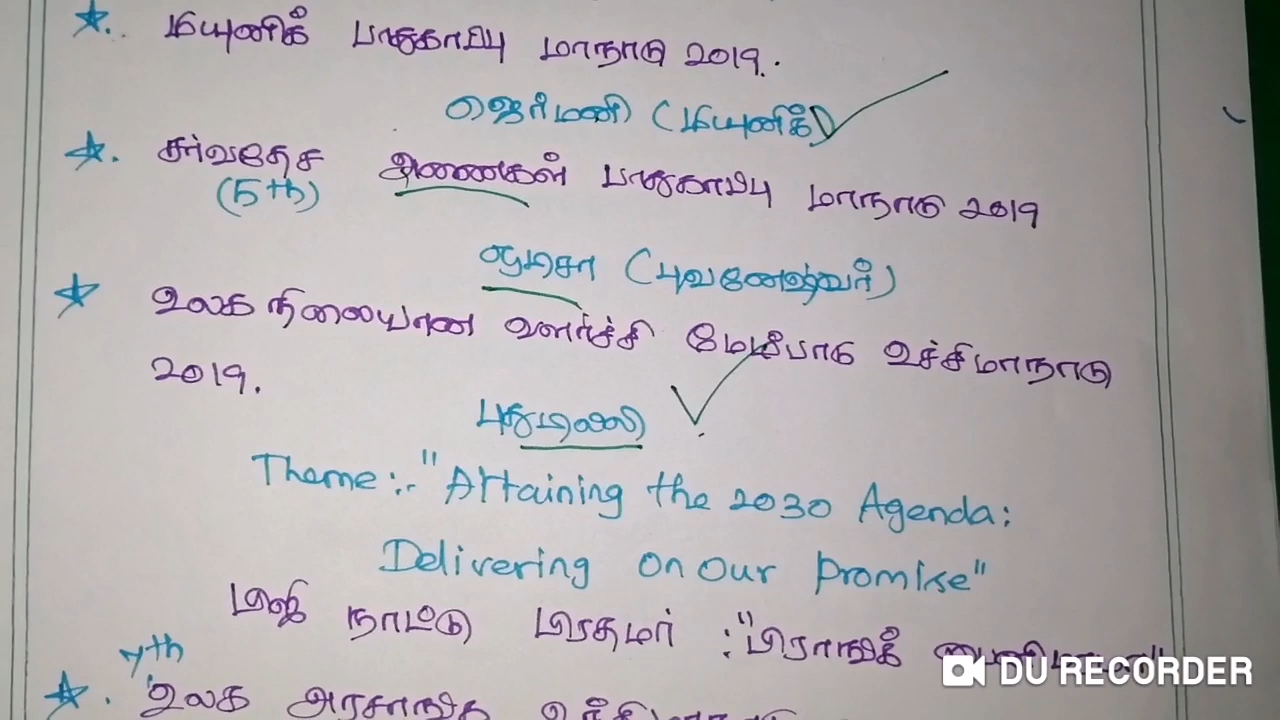 மியுனிக் பாதுகாப்பு மாநாடு 2019.
ஜெர்மனி (மியுனிக்)
சர்வதேச அணைகள் பாதுகாப்பு மாநாடு 2019
(5th)
ஒடிசா (புவனேஷ்வர்)
உலக நிலையான வளர்ச்சி மேம்பாடு உச்சிமாநாடு
2019.
புதுடில்லி
Theme:- "Attaining the 2030 Agenda:
Delivering on our promise"
பிஜி நாட்டு பிரதமர் : "பிராங்க்
7th
உலக அரசாங்க
DU RECORDER